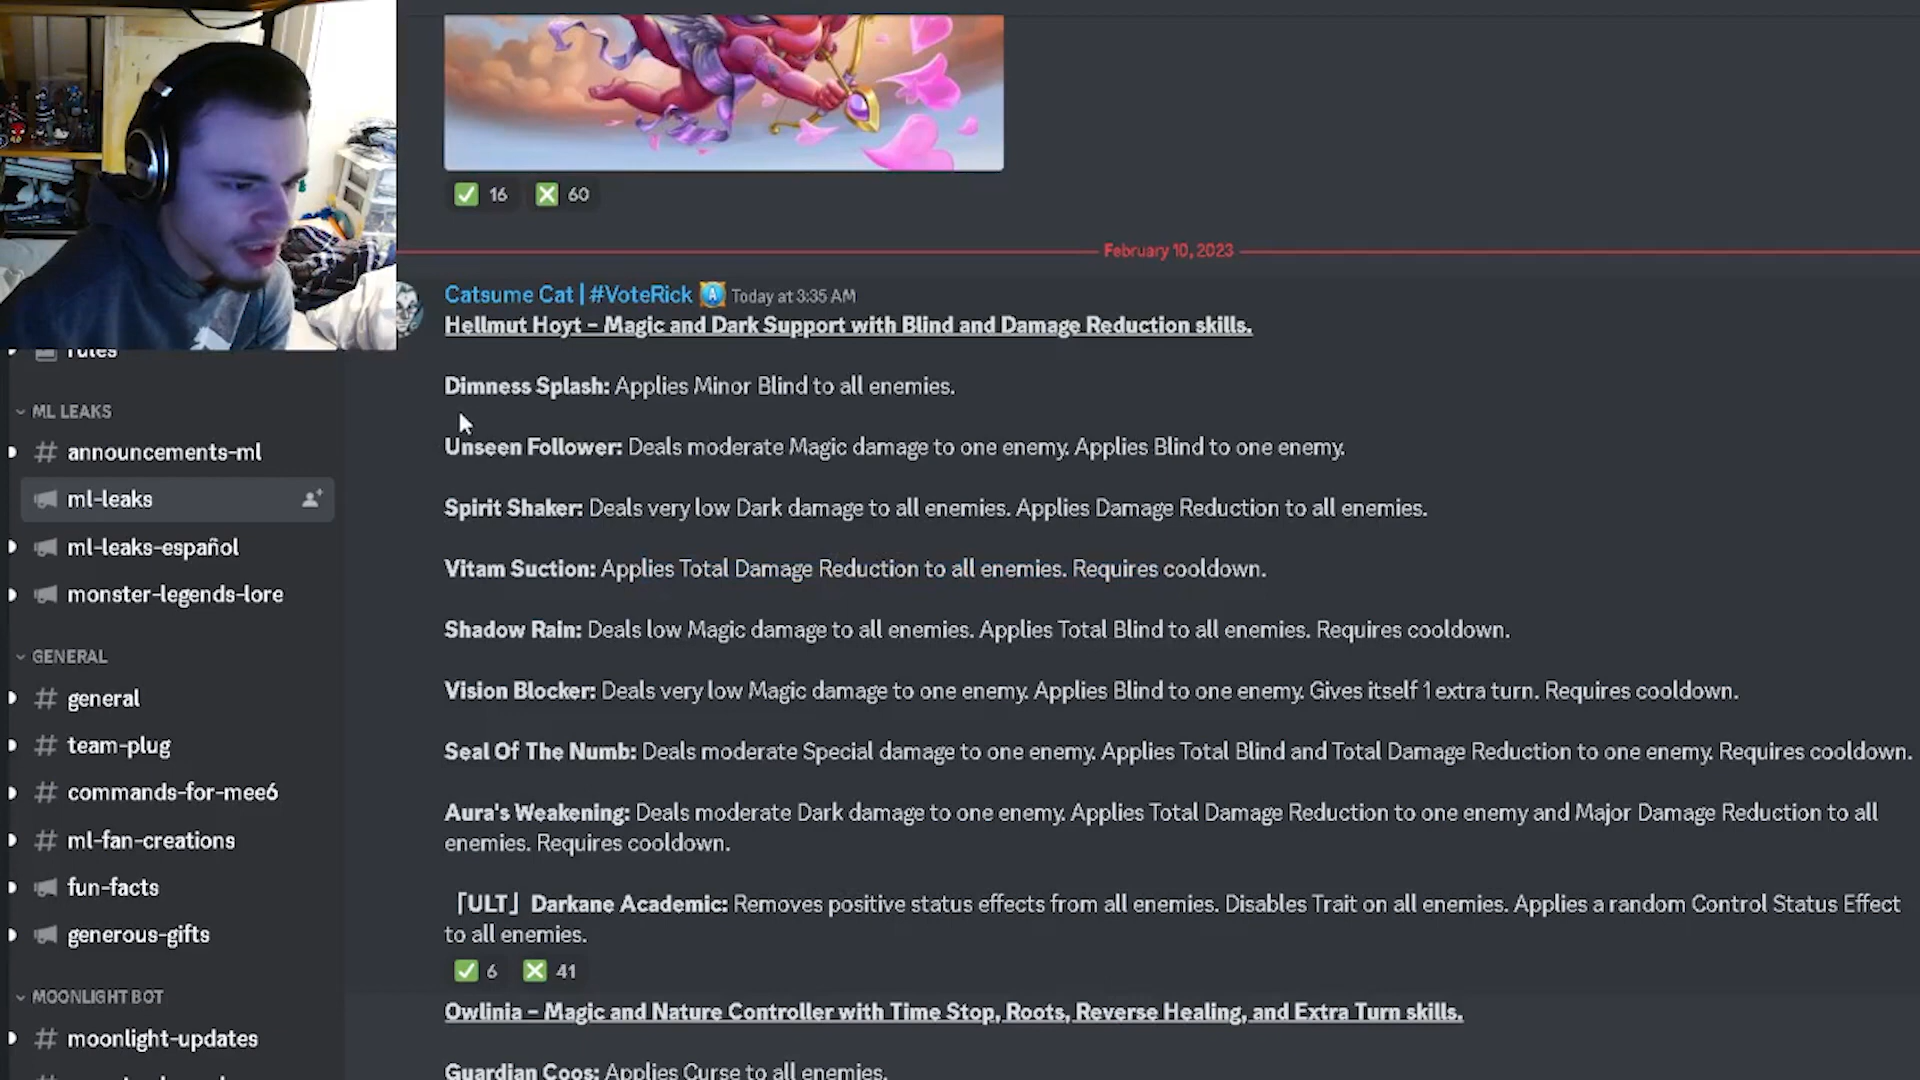 16 60
February 10, 2023
Catsume Cat | #VoteRick Today at 3:35 AM
Hellmut Hoyt - Magic and Dark Support with Blind and Damage Reduction skills.
Dimness Splash: Applies Minor Blind to all enemies.
Unseen Follower: Deals moderate Magic damage to one enemy. Applies Blind to one enemy.
Spirit Shaker: Deals very low Dark damage to all enemies. Applies Damage Reduction to all enemies.
Vitam Suction: Applies Total Damage Reduction to all enemies. Requires cooldown.
Shadow Rain: Deals low Magic damage to all enemies. Applies Total Blind to all enemies. Requires cooldown.
Vision Blocker: Deals very low Magic damage to one enemy. Applies Blind to one enemy. Gives itself 1 extra turn. Requires cooldown.
Seal Of The Numb: Deals moderate Special damage to one enemy. Applies Total Blind and Total Damage Reduction to one enemy. Requires cooldown.
Aura's Weakening: Deals moderate Dark damage to one enemy. Applies Total Damage Reduction to one enemy and Major Damage Reduction to all
enemies. Requires cooldown.
「ULT」 Darkane Academic: Removes positive status effects from all enemies. Disables Trait on all enemies. Applies a random Control Status Effect
to all enemies.
6 41
Owlinia - Magic and Nature Controller with Time Stop, Roots, Reverse Healing, and Extra Turn skills.
Guardian Coos: Applies Curse to all enemies.
rules
ML LEAKS
# announcements-ml
ml-leaks
ml-leaks-español
monster-legends-lore
GENERAL
# general
# team-plug
# commands-for-mee6
# ml-fan-creations
fun-facts
generous-gifts
MOONLIGHT BOT
# moonlight-updates